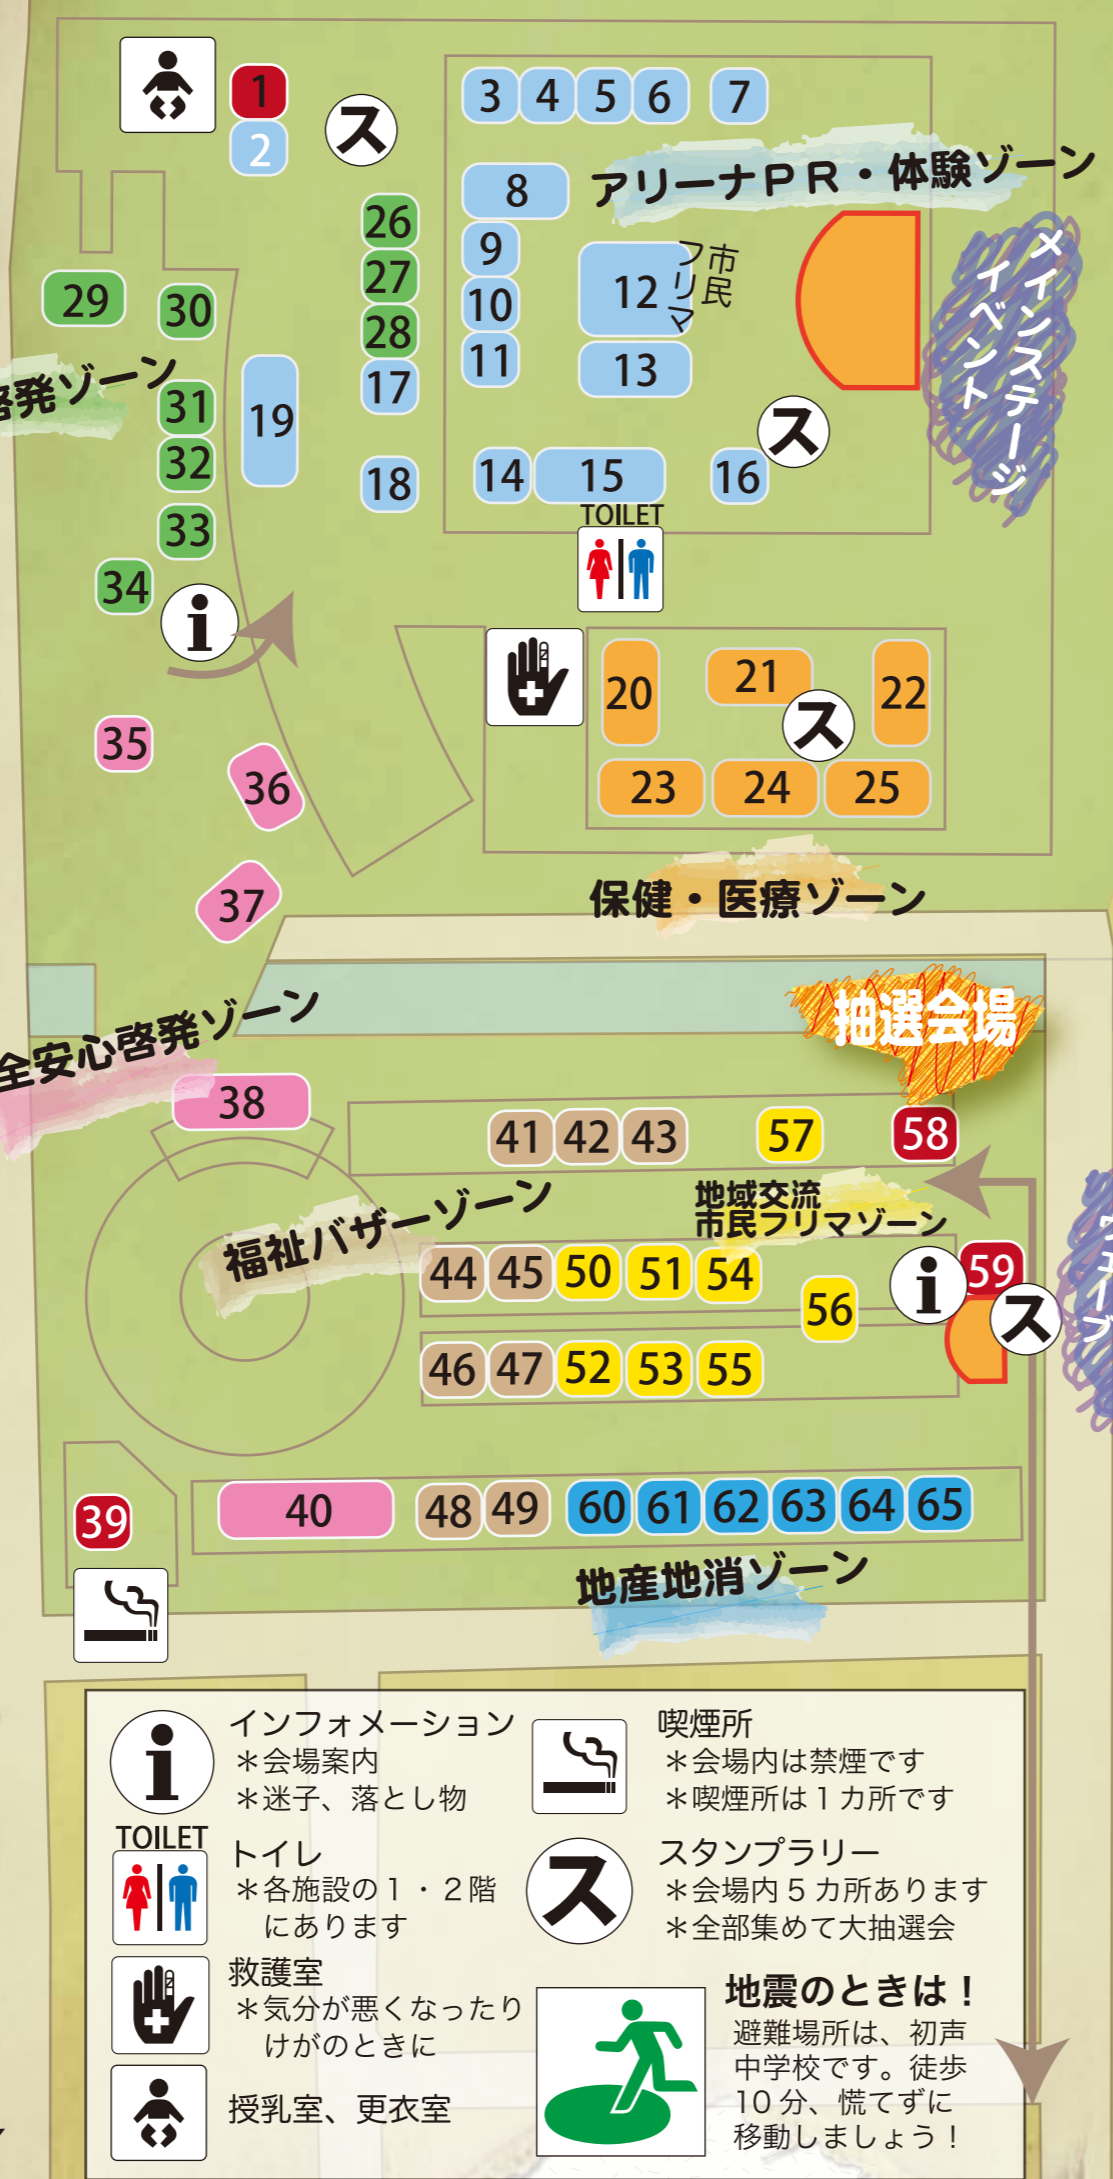 1
2
ス
3 4 5 6 7
アリーナＰＲ・体験ゾーン
8
9
10
11
12
市民
フリマ
13
メインステージ
イベント
26
27
28
17
18
29
30
啓発ゾーン
31
32
33
34
19
i
14 15 16
ス
TOILET
20 21 22
ス
23 24 25
保健・医療ゾーン
35
36
37
抽選会場
全安心啓発ゾーン
38
41 42 43 57 58
福祉バザーゾーン
地域交流
市民フリマゾーン
44 45 50 51 54
56
i
59
ス
46 47 52 53 55
39
40 48 49 60 61 62 63 64 65
地産地消ゾーン
i
インフォメーション
＊会場案内
＊迷子、落とし物
TOILET
トイレ
＊各施設の１・２階
にあります
救護室
＊気分が悪くなったり
けがのときに
授乳室、更衣室
喫煙所
＊会場内は禁煙です
＊喫煙所は１カ所です
ス
スタンプラリー
＊会場内５カ所あります
＊全部集めて大抽選会
地震のときは！
避難場所は、初声
中学校です。徒歩
10分、慌てずに
移動しましょう！